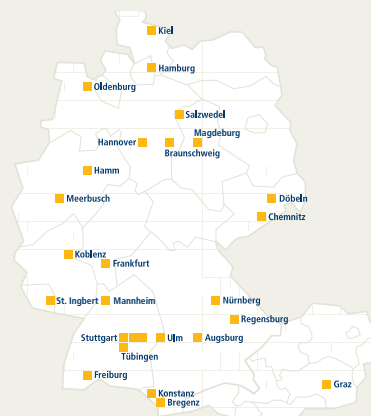 Kiel
Hamburg
Oldenburg
Salzwedel
Magdeburg
Hannover
Braunschweig
Hamm
Meerbusch
Döbeln
Chemnitz
Koblenz
Frankfurt
St. Ingbert
Mannheim
Nürnberg
Regensburg
Stuttgart
Ulm
Augsburg
Tübingen
Freiburg
Graz
Konstanz
Bregenz